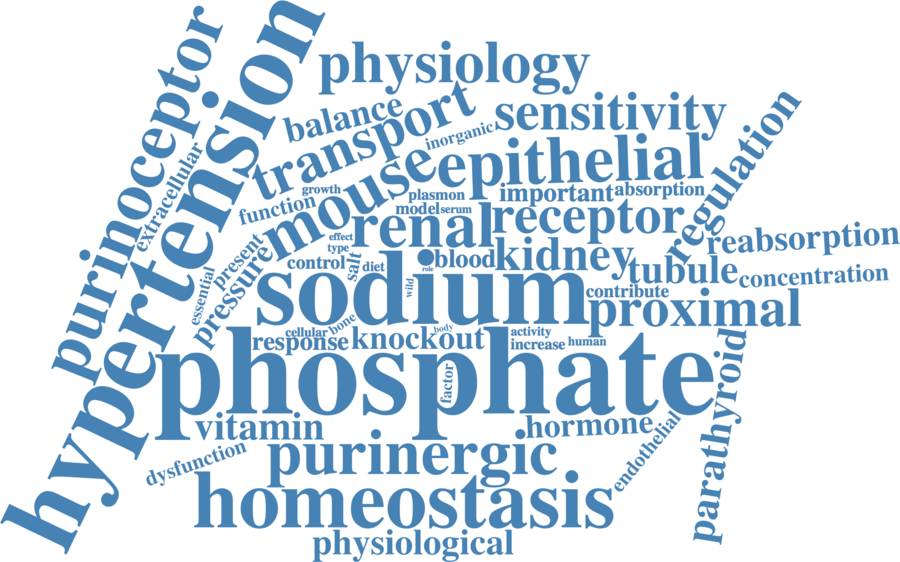 purinoceptor
hypertension
extracellular
physiology
balance
transport
inorganic
sensitivity
epithelial
regulation
growth
function
mouse
plasmon
important
absorption
model
serum
renal
receptor
reabsorption
present
pressure
essential
effect
type
control
salt
diet
blood
role
kidney
tubule
concentration
sodium
wild
contribute
proximal
cellular
bone
body
response
knockout
activity
increase
human
phosphate
factor
parathyroid
vitamin
hormone
endothelial
dysfunction
purinergic
homeostasis
physiological